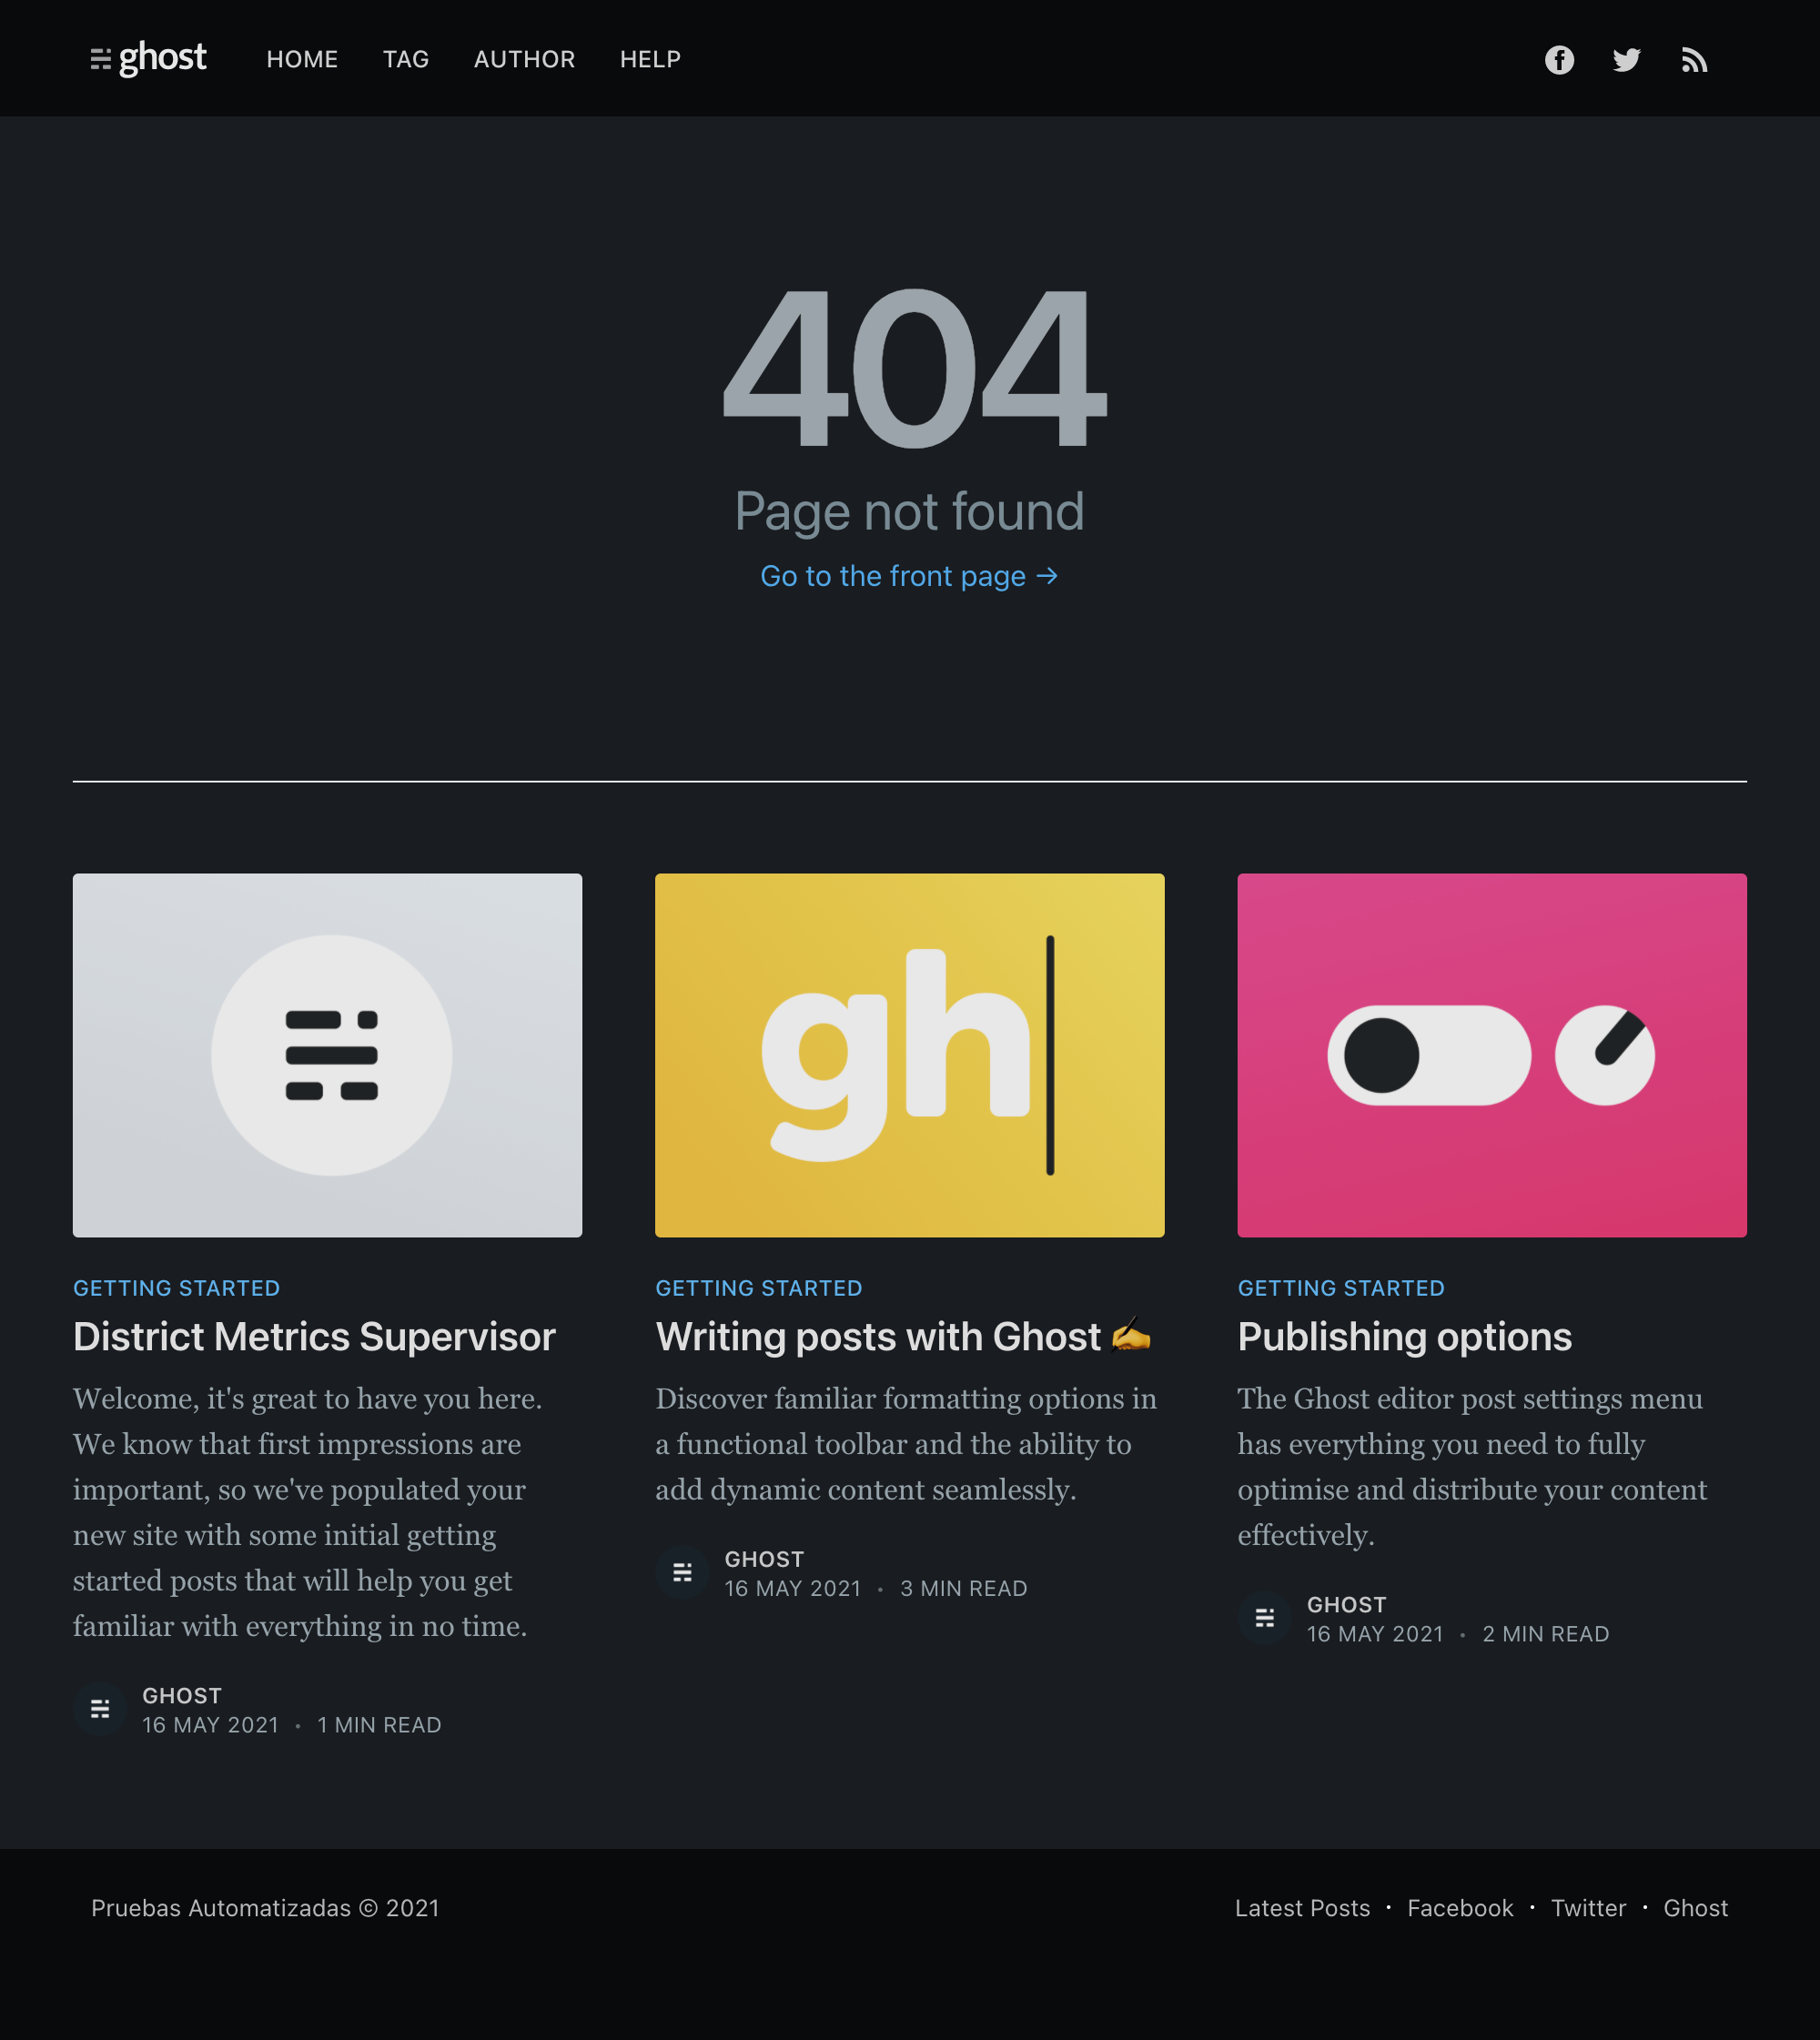 ghost HOME TAG AUTHOR HELP
404
Page not found
Go to the front page →
gh
GETTING STARTED
District Metrics Supervisor
Welcome, it's great to have you here.
We know that first impressions are
important, so we've populated your
new site with some initial getting
started posts that will help you get
familiar with everything in no time.
GHOST
16 MAY 2021 • 1 MIN READ
GETTING STARTED
Writing posts with Ghost ✍️
Discover familiar formatting options in
a functional toolbar and the ability to
add dynamic content seamlessly.
GHOST
16 MAY 2021 • 3 MIN READ
GETTING STARTED
Publishing options
The Ghost editor post settings menu
has everything you need to fully
optimise and distribute your content
effectively.
GHOST
16 MAY 2021 • 2 MIN READ
Pruebas Automatizadas © 2021
Latest Posts • Facebook • Twitter • Ghost